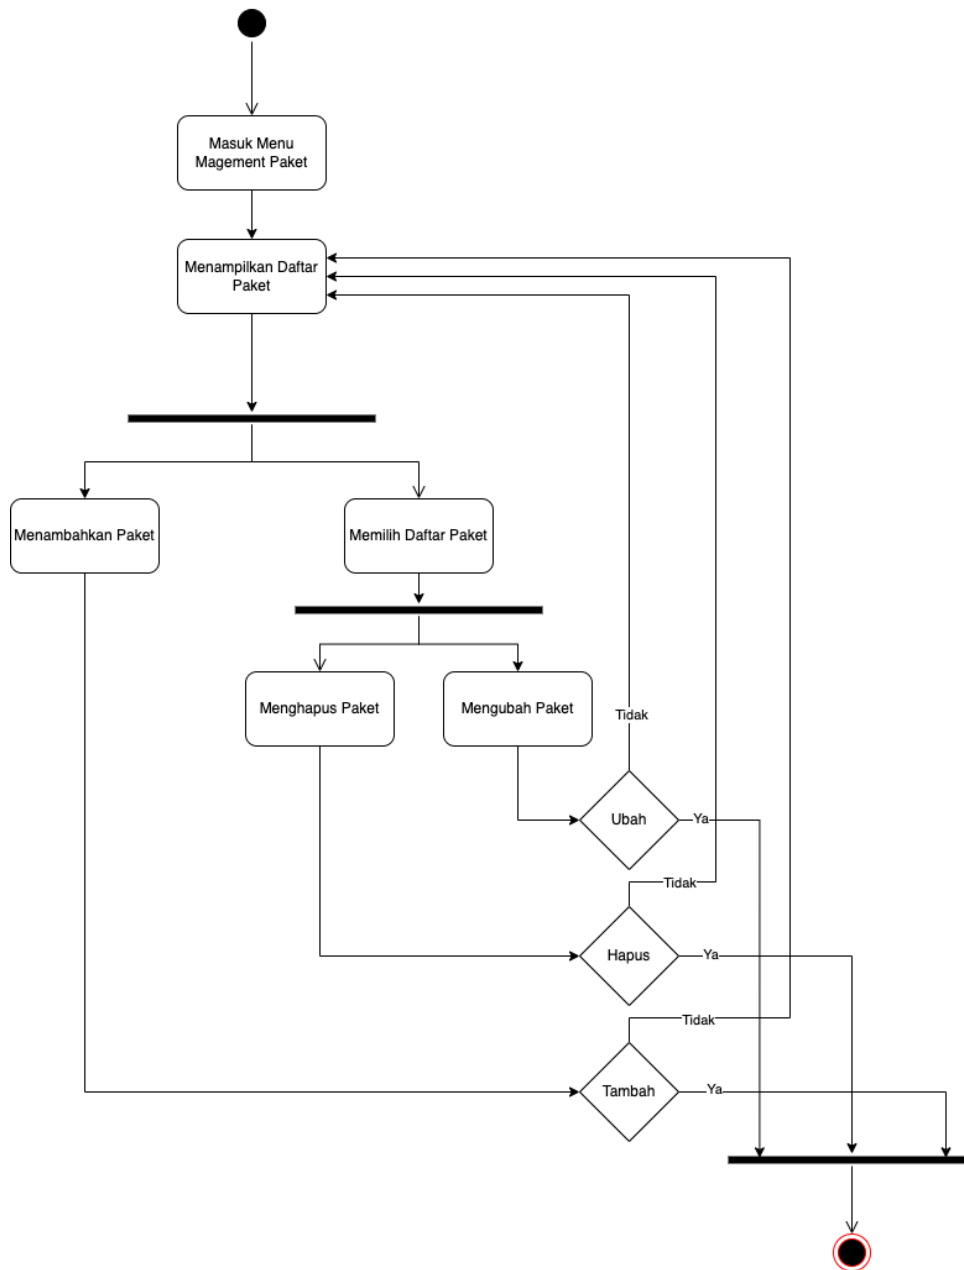 Masuk Menu
Magement Paket
Menampilkan Daftar
Paket
Menambahkan Paket
Memilih Daftar Paket
Menghapus Paket
Mengubah Paket
Tidak
Ubah
Ya
Tidak
Hapus
Ya
Tidak
Tambah
Ya